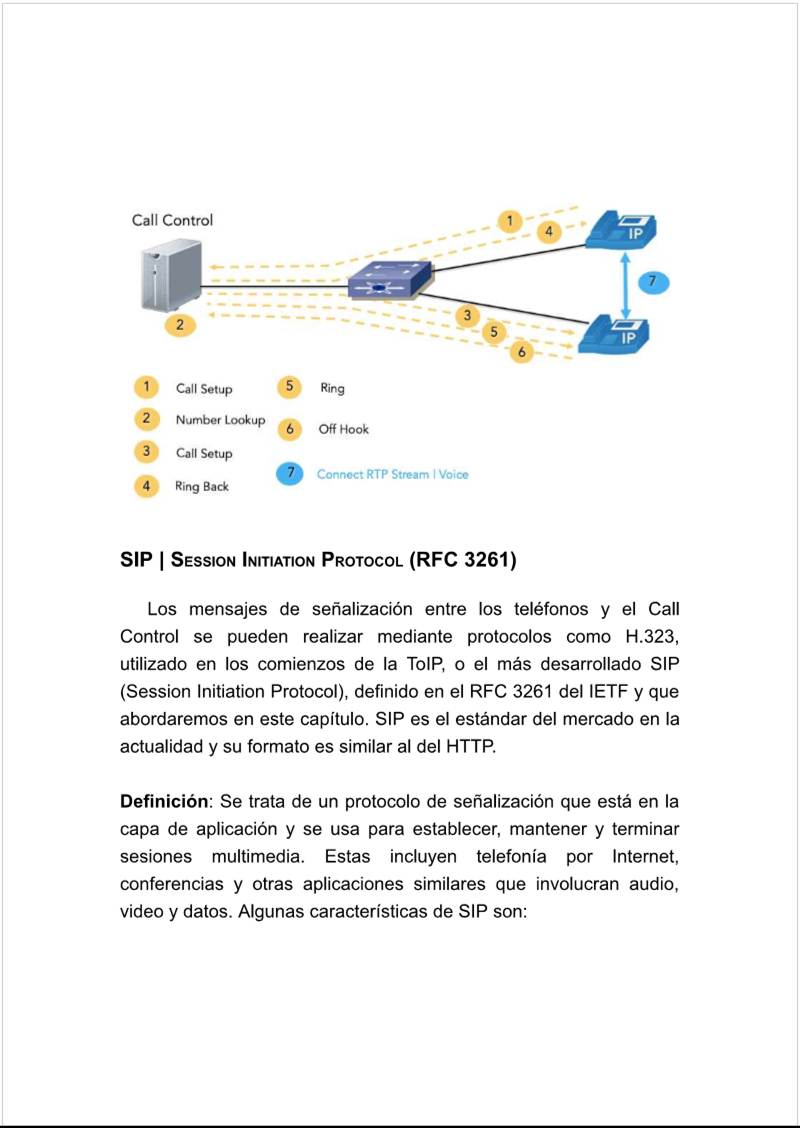 Call Control
1
4
IP
7
3
5
6
IP
2
1 Call Setup
5 Ring
2 Number Lookup
6 Off Hook
3 Call Setup
7 Connect RTP Stream | Voice
4 Ring Back
SIP | SESSION INITIATION PROTOCOL (RFC 3261)
Los mensajes de señalización entre los teléfonos y el Call
Control se pueden realizar mediante protocolos como H.323,
utilizado en los comienzos de la ToIP, o el más desarrollado SIP
(Session Initiation Protocol), definido en el RFC 3261 del IETF y que
abordaremos en este capítulo. SIP es el estándar del mercado en la
actualidad y su formato es similar al del HTTP.
Definición: Se trata de un protocolo de señalización que está en la
capa de aplicación y se usa para establecer, mantener y terminar
sesiones multimedia. Estas incluyen telefonía por Internet,
conferencias y otras aplicaciones similares que involucran audio,
video y datos. Algunas características de SIP son: